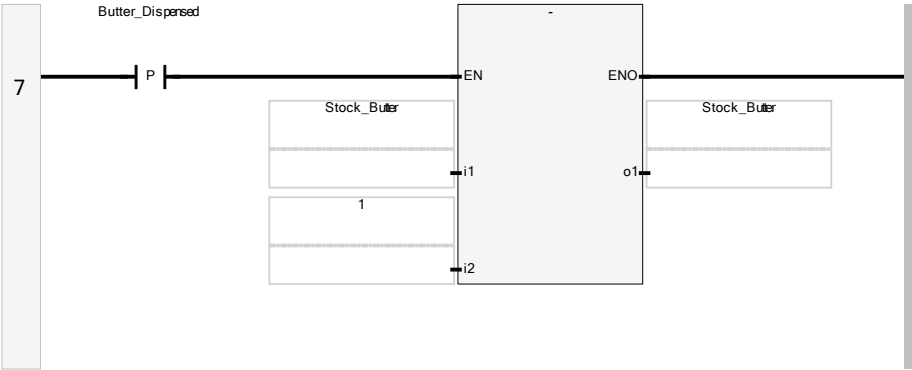 Butter_Dispensed
-
7
P
EN
ENO
Stock_Butter
Stock_Butter
i1
o1
1
i2